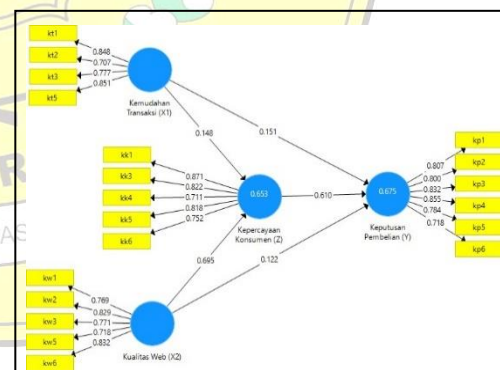 kt1
kt2
kt3
kt5
0.848
0.707
0.777
0.851
Kemudahan
Transaksi (X1)
0.148
0.151
kk1
kk3
kk4
kk5
kk6
0.871
0.822
0.711
0.818
0.752
0.653
Kepercayaan
Konsumen (Z)
0.610
0.675
Keputusan
Pembelian (Y)
0.807
0.800
0.832
0.855
0.784
0.718
kp1
kp2
kp3
kp4
kp5
kp6
0.695
0.122
kw1
kw2
kw3
kw5
kw6
0.769
0.829
0.771
0.718
0.832
Kualitas Web (X2)